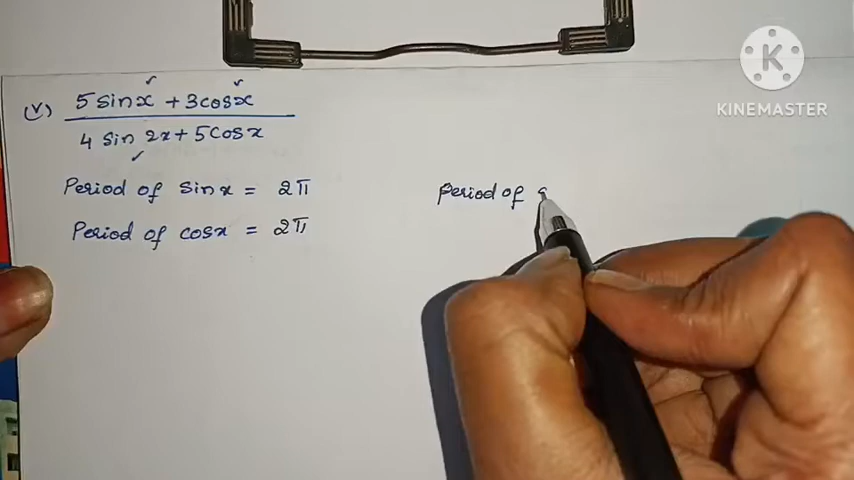 (v) 5 sin x + 3 cos x
4 sin 2x + 5 cos x
Period of sin x = 2π
Period of cos x = 2π
Period of s
K
KINEMASTER